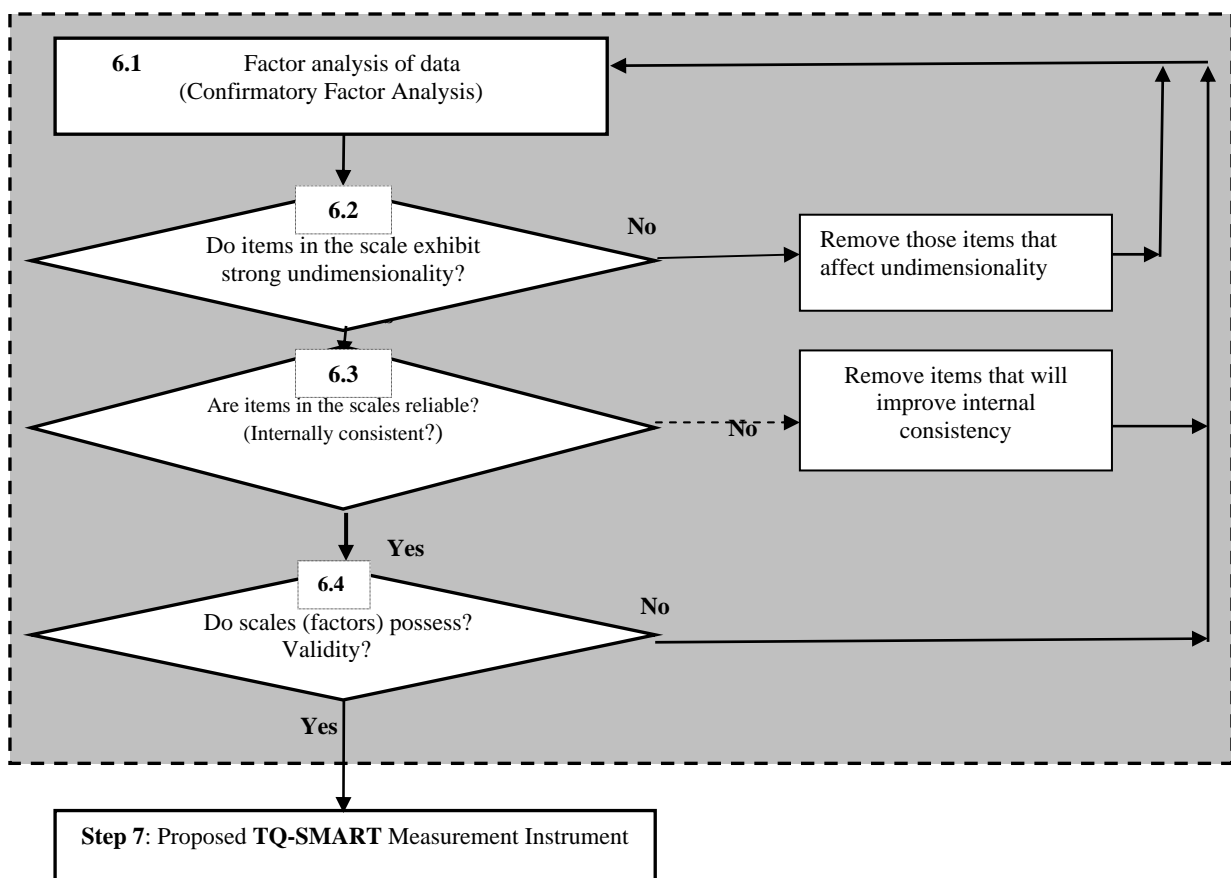 6.1 Factor analysis of data
(Confirmatory Factor Analysis)
6.2
Do items in the scale exhibit
strong undimensionality?
No
Remove those items that
affect undimensionality
6.3
Are items in the scales reliable?
(Internally consistent?)
No
Remove items that will
improve internal
consistency
Yes
6.4
Do scales (factors) possess?
Validity?
No
Yes
Step 7: Proposed TQ-SMART Measurement Instrument